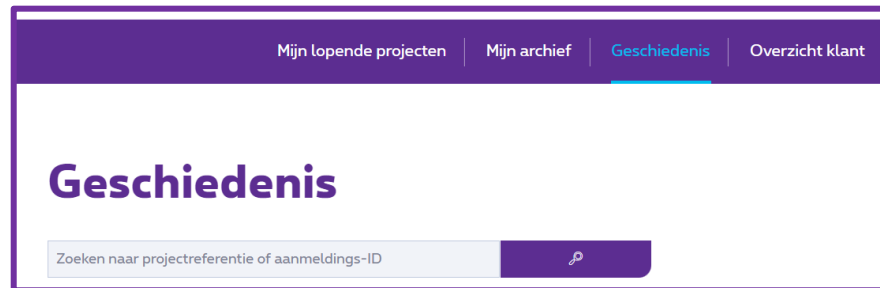 Mijn lopende projecten Mijn archief Geschiedenis Overzicht klant
Geschiedenis
Zoeken naar projectreferentie of aanmeldings-ID